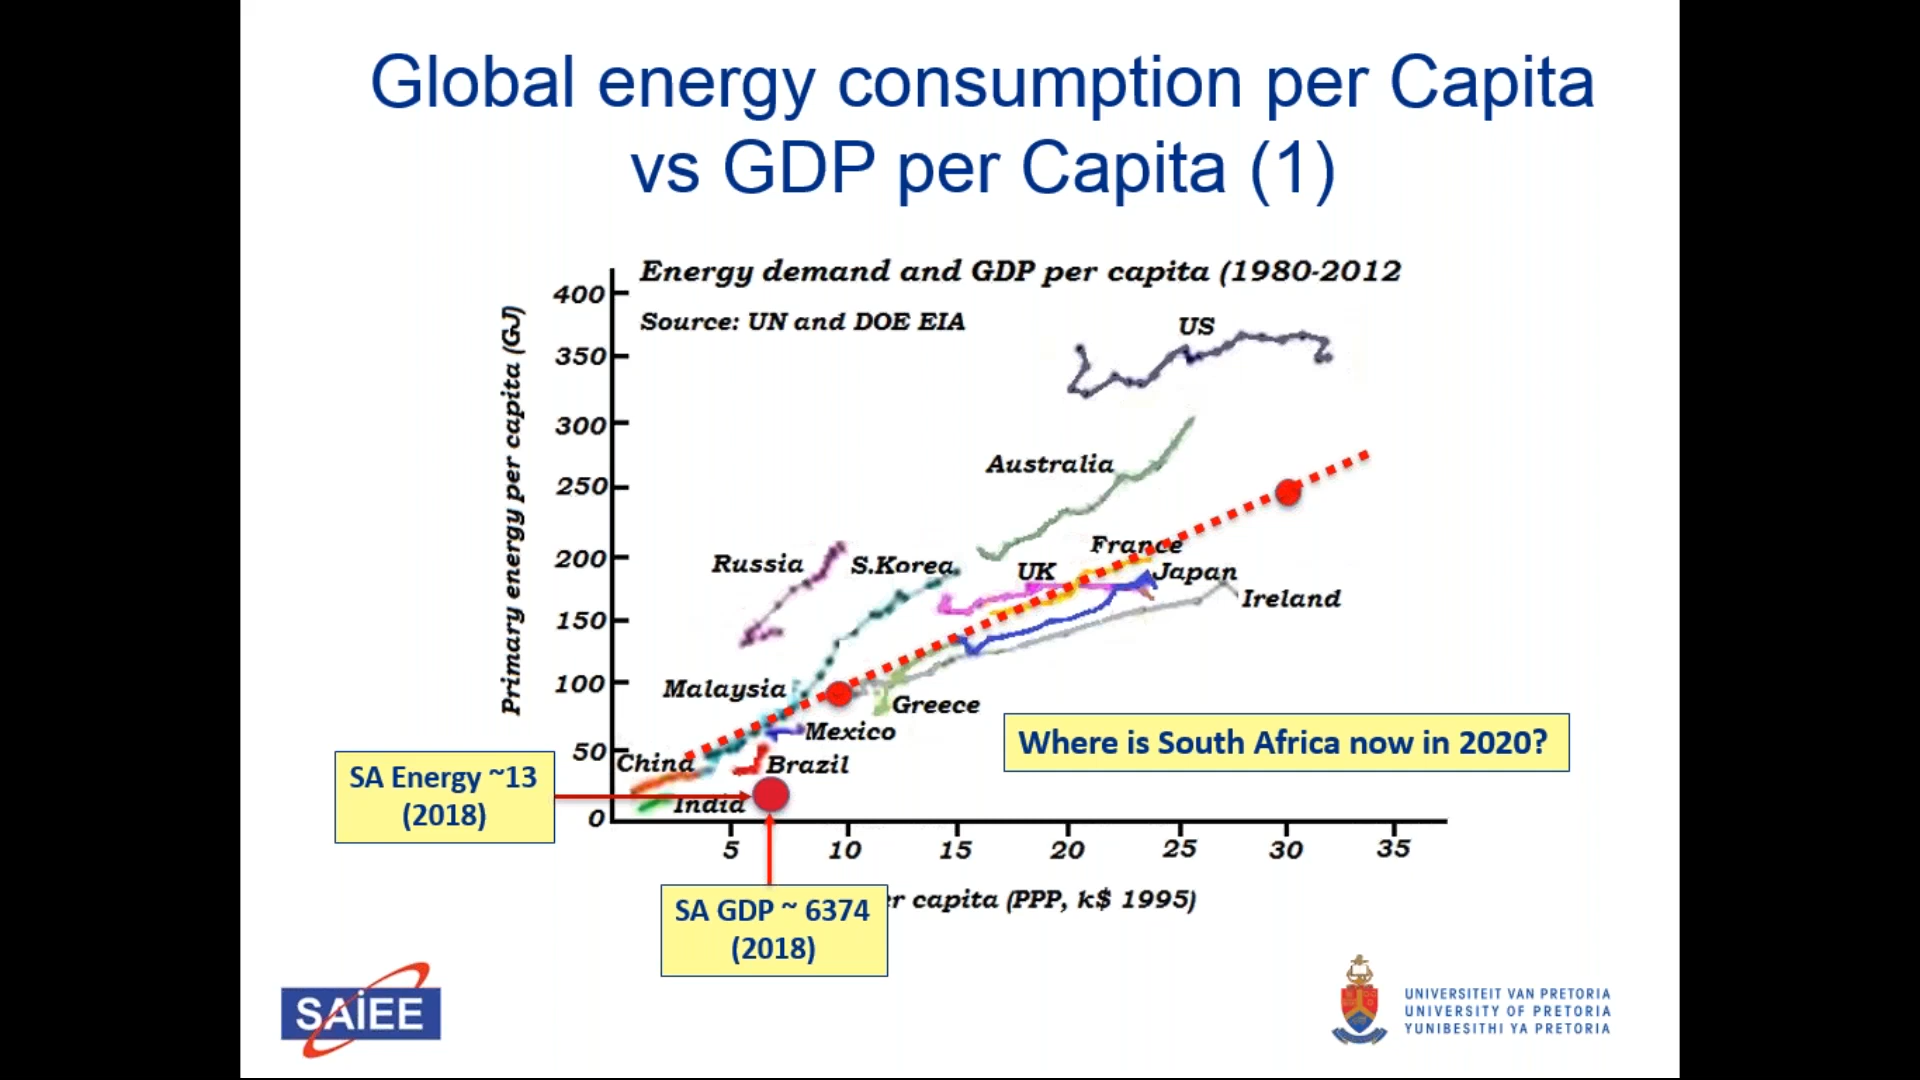 Global energy consumption per Capita
vs GDP per Capita (1)
Energy demand and GDP per capita (1980-2012
Source: UN and DOE EIA
Primary energy per capita (GJ)
400
350
300
250
200
150
100
50
0
US
Australia
Russia
S.Korea
France
UK
Japan
Ireland
Malaysia
Greece
Mexico
China
Brazil
India
Where is South Africa now in 2020?
SA Energy ~13
(2018)
5 10 15 20 25 30 35
er capita (PPP, k$ 1995)
SA GDP ~ 6374
(2018)
SAIEE
UNIVERSITEIT VAN PRETORIA
UNIVERSITY OF PRETORIA
YUNIBESITHI YA PRETORIA